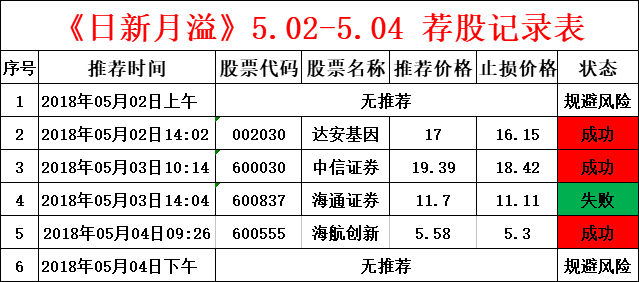 《日新月溢》5.02-5.04 荐股记录表
序号 推荐时间 股票代码 股票名称 推荐价格 止损价格 状态
1 2018年05月02日上午 无推荐 规避风险
2 2018年05月02日14:02 002030 达安基因 17 16.15 成功
3 2018年05月03日10:14 600030 中信证券 19.39 18.42 成功
4 2018年05月03日14:04 600837 海通证券 11.7 11.11 失败
5 2018年05月04日09:26 600555 海航创新 5.58 5.3 成功
6 2018年05月04日下午 无推荐 规避风险